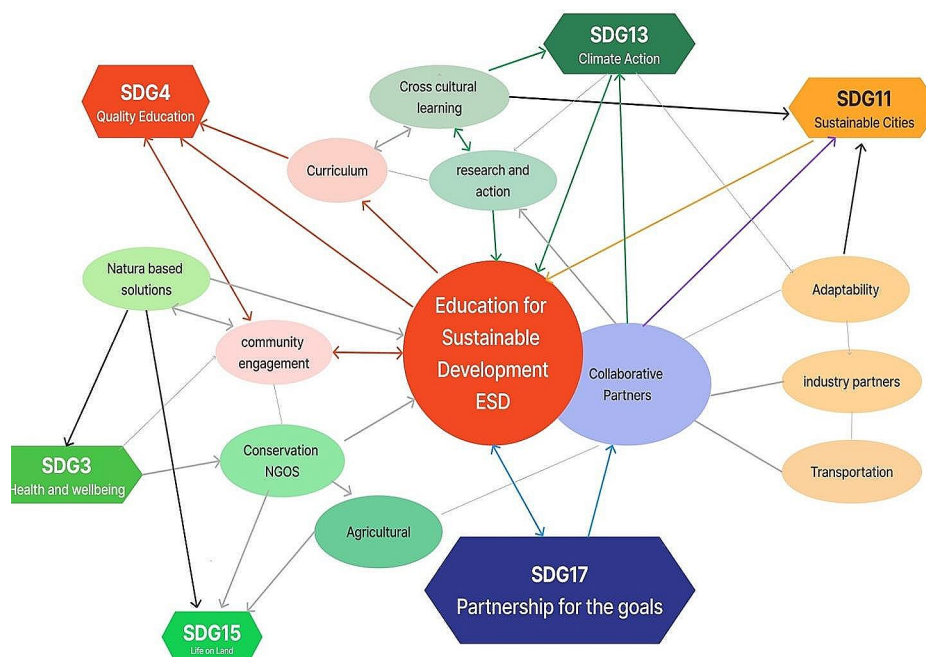 SDG13
Climate Action
SDG4
Quality Education
Cross cultural
learning
SDG11
Sustainable Cities
Curriculum
research and
action
Natura based
solutions
Education for
Sustainable
Development
ESD
Adaptability
community
engagement
Collaborative
Partners
industry partners
Conservation
NGOS
SDG3
Health and wellbeing
Transportation
Agricultural
SDG17
Partnership for the goals
SDG15
Life on Land